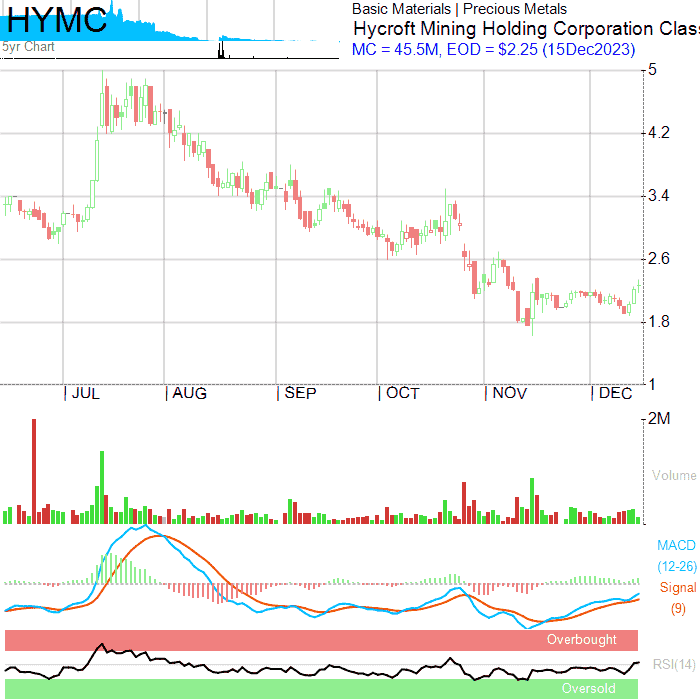 HYMC
5yr Chart
Basic Materials | Precious Metals
Hycroft Mining Holding Corporation Clas
MC = 45.5M, EOD = $2.25 (15Dec2023)
5
4.2
3.4
2.6
1.8
1
JUL AUG SEP OCT NOV DEC
2M
Volume
MACD
(12-26)
Signal
(9)
Overbought
RSI(14)
Oversold